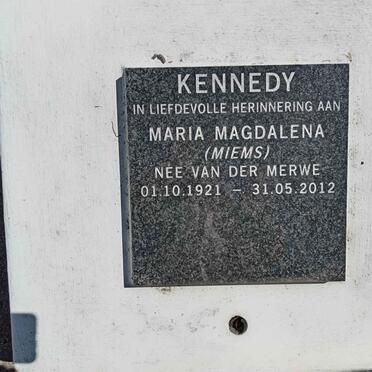 KENNEDY
IN LIEFDEVOLLE HERINNERING AAN
MARIA MAGDALENA
(MIEMS)
NEE VAN DER MERWE
01.10.1921 – 31.05.2012